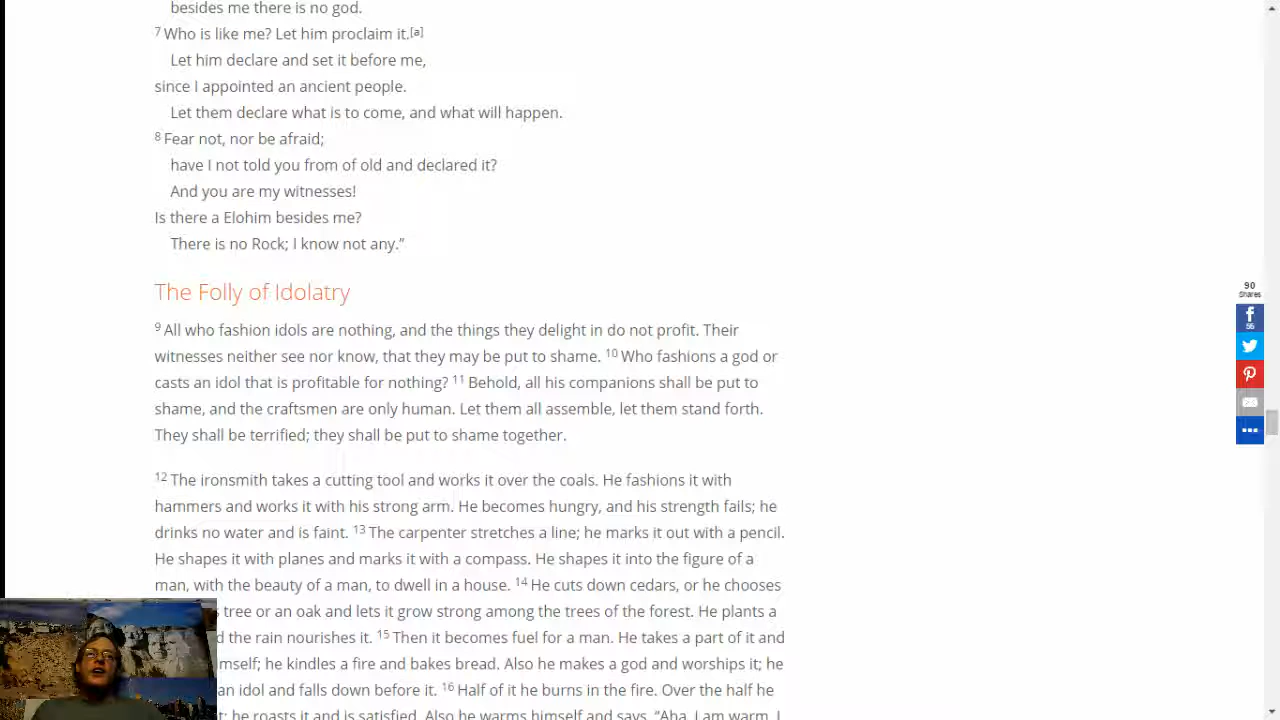 besides me there is no god.
7 Who is like me? Let him proclaim it.[a]
Let him declare and set it before me,
since I appointed an ancient people.
Let them declare what is to come, and what will happen.
8 Fear not, nor be afraid;
have I not told you from of old and declared it?
And you are my witnesses!
Is there a Elohim besides me?
There is no Rock; I know not any.”
90
Shares
56
The Folly of Idolatry
9 All who fashion idols are nothing, and the things they delight in do not profit. Their
witnesses neither see nor know, that they may be put to shame. 10 Who fashions a god or
casts an idol that is profitable for nothing? 11 Behold, all his companions shall be put to
shame, and the craftsmen are only human. Let them all assemble, let them stand forth.
They shall be terrified; they shall be put to shame together.
12 The ironsmith takes a cutting tool and works it over the coals. He fashions it with
hammers and works it with his strong arm. He becomes hungry, and his strength fails; he
drinks no water and is faint. 13 The carpenter stretches a line; he marks it out with a pencil.
He shapes it with planes and marks it with a compass. He shapes it into the figure of a
man, with the beauty of a man, to dwell in a house. 14 He cuts down cedars, or he chooses
tree or an oak and lets it grow strong among the trees of the forest. He plants a
the rain nourishes it. 15 Then it becomes fuel for a man. He takes a part of it and
he kindles a fire and bakes bread. Also he makes a god and worships it; he
an idol and falls down before it. 16 Half of it he burns in the fire. Over the half he
he roasts it and is satisfied. Also he warms himself and says, “Aha, I am warm, I